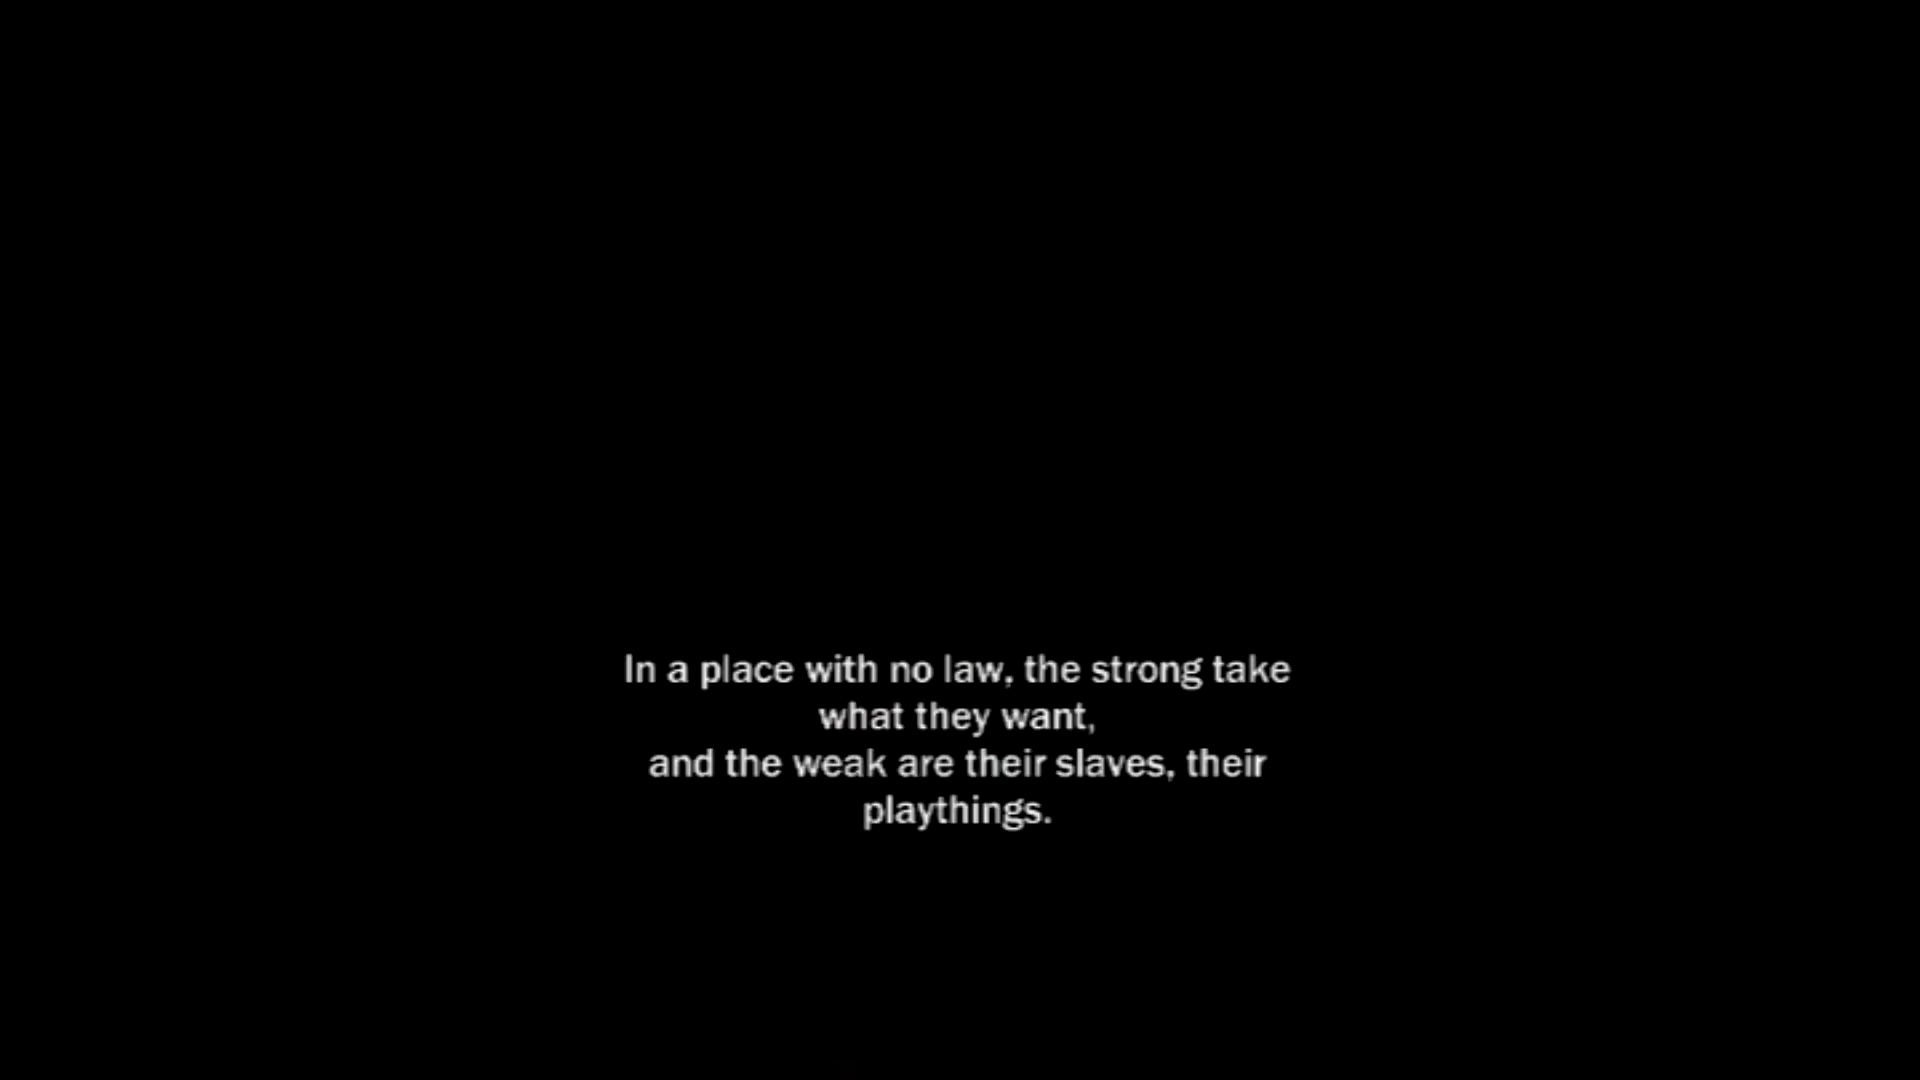 In a place with no law, the strong take
what they want,
and the weak are their slaves, their
playthings.